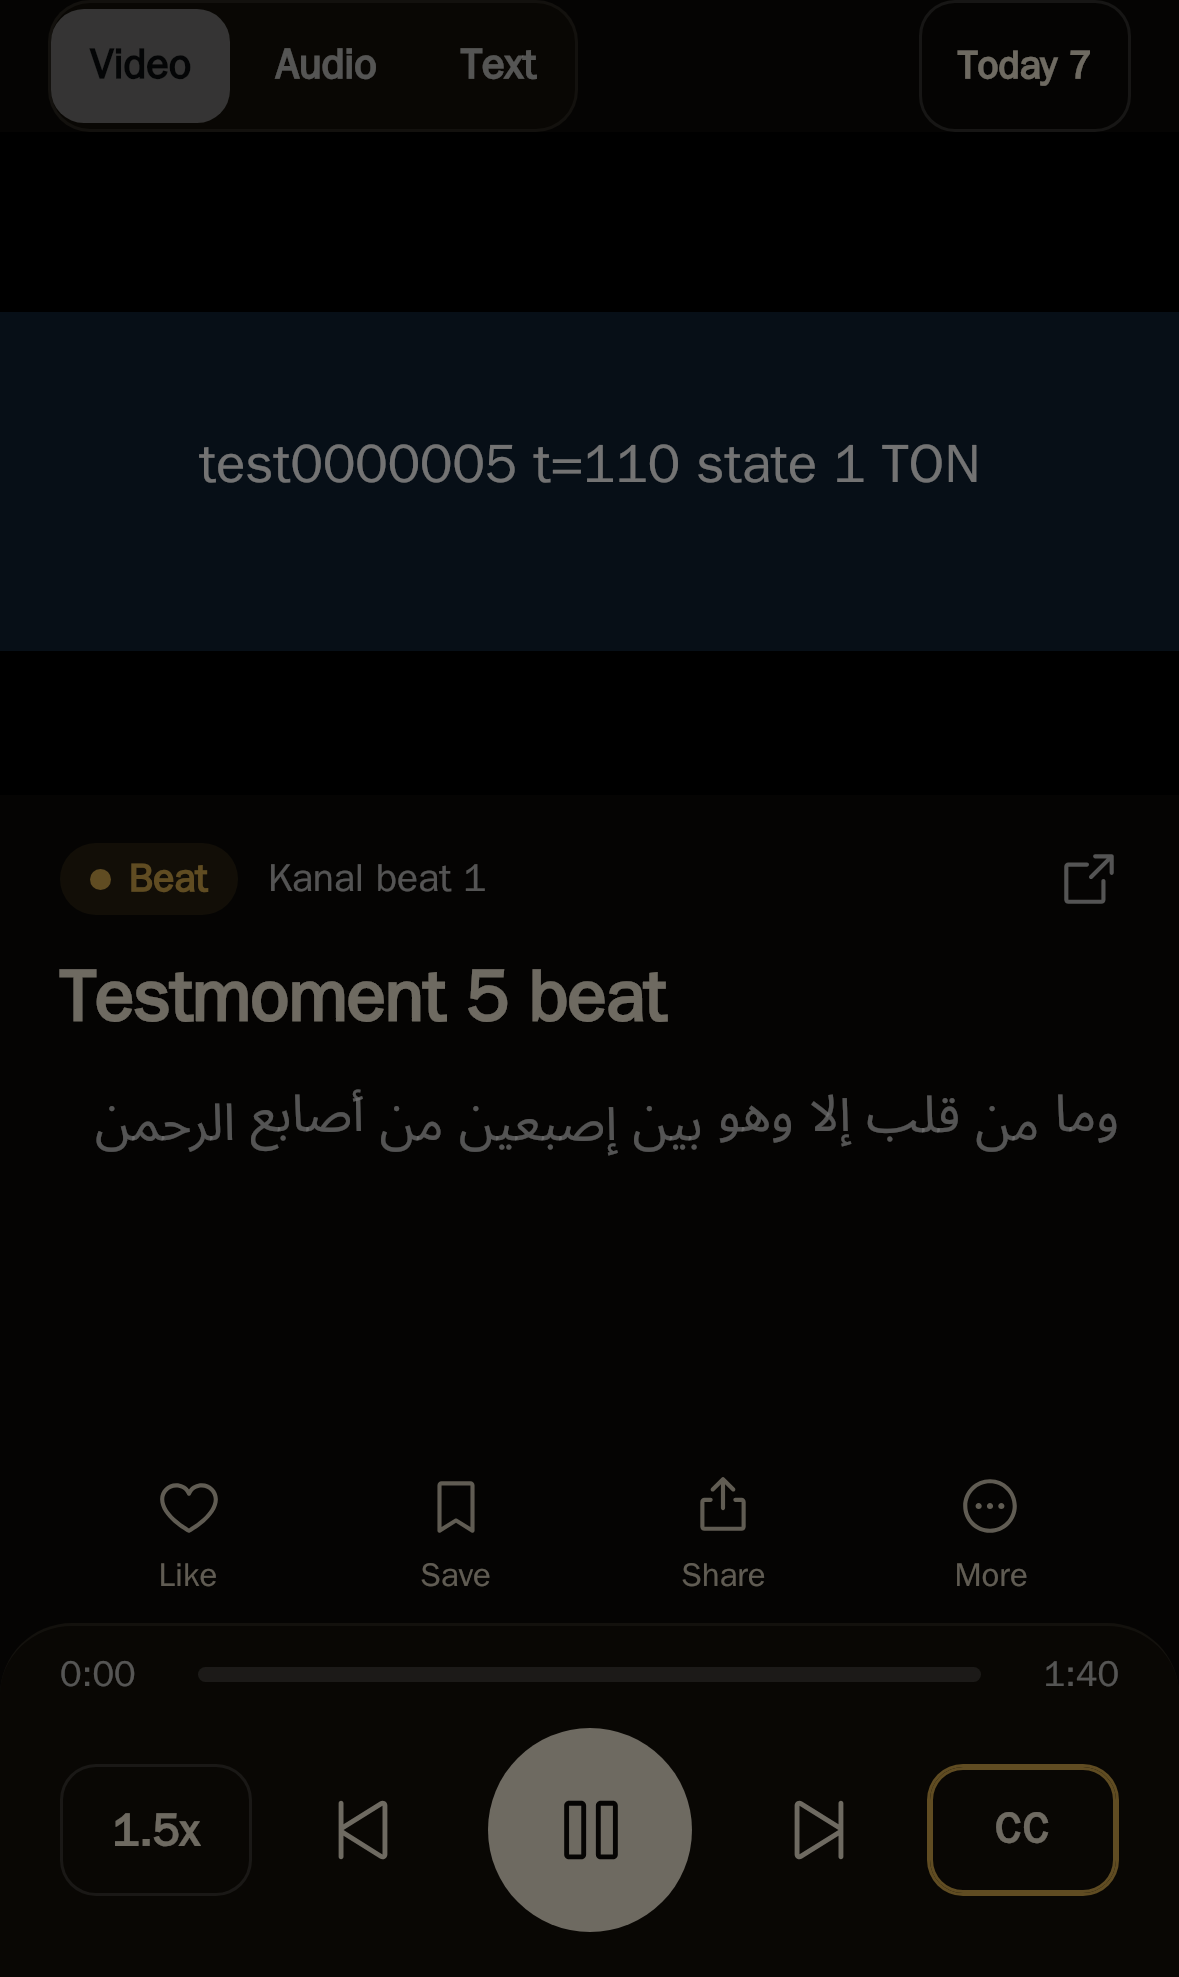 Video Audio Text Today 7
test0000005 t=110 state 1 TON
Beat Kanal beat 1
Testmoment 5 beat
وما من قلب إلا وهو بين إصبعين من أصابع الرحمن
Like Save Share More
0:00 1:40
1.5x CC